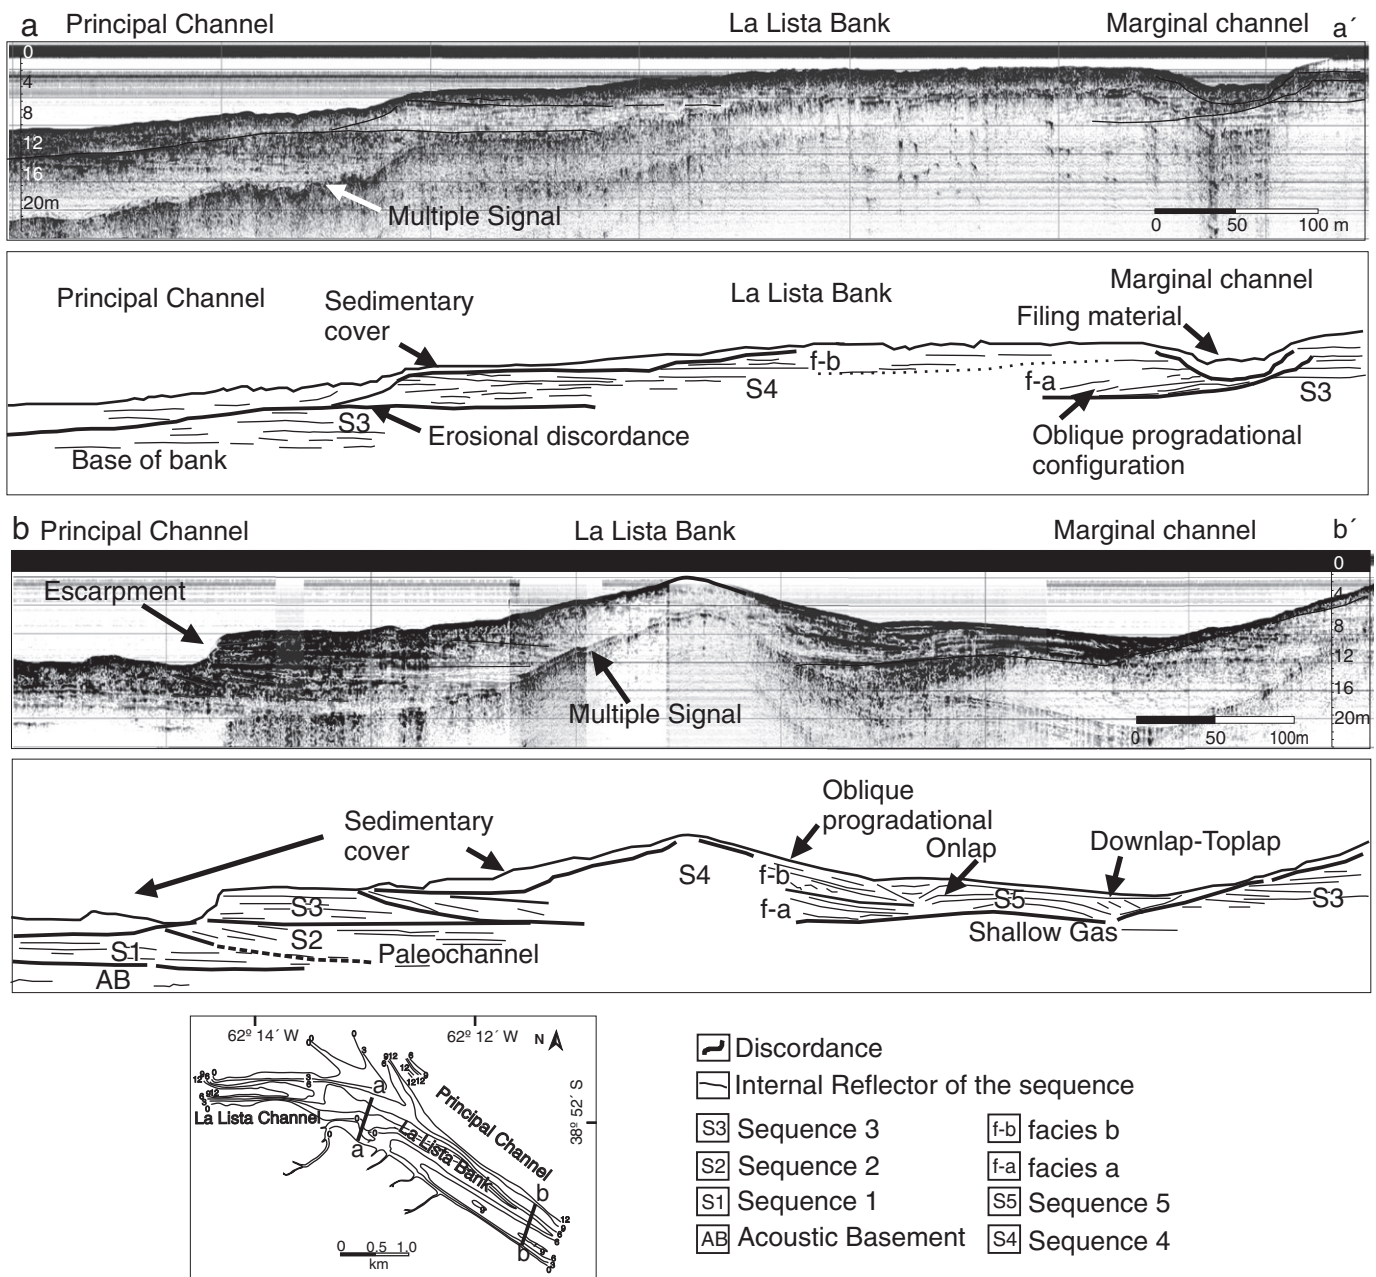 a Principal Channel La Lista Bank Marginal channel a´
0
4
8
12
16
20m
Multiple Signal
0 50 100 m
Principal Channel
Sedimentary
cover
La Lista Bank
Marginal channel
Filing material
f-b
S4
f-a
S3
S3
Erosional discordance
Base of bank
Oblique progradational
configuration
b Principal Channel La Lista Bank Marginal channel b´
Escarpment
0
4
8
12
16
20m
Multiple Signal
0 50 100m
Sedimentary
cover
Oblique
progradational
Onlap
Downlap-Toplap
S4
f-b
f-a
S5
S3
S3
S2
S1
AB
Paleochannel
Shallow Gas
62º 14´ W 62º 12´ W N
38º 52´ S
La Lista Channel
La Lista Bank
Principal Channel
a
a
b
b
0 0.5 1.0
km
Discordance
Internal Reflector of the sequence
S3 Sequence 3
S2 Sequence 2
S1 Sequence 1
AB Acoustic Basement
f-b facies b
f-a facies a
S5 Sequence 5
S4 Sequence 4